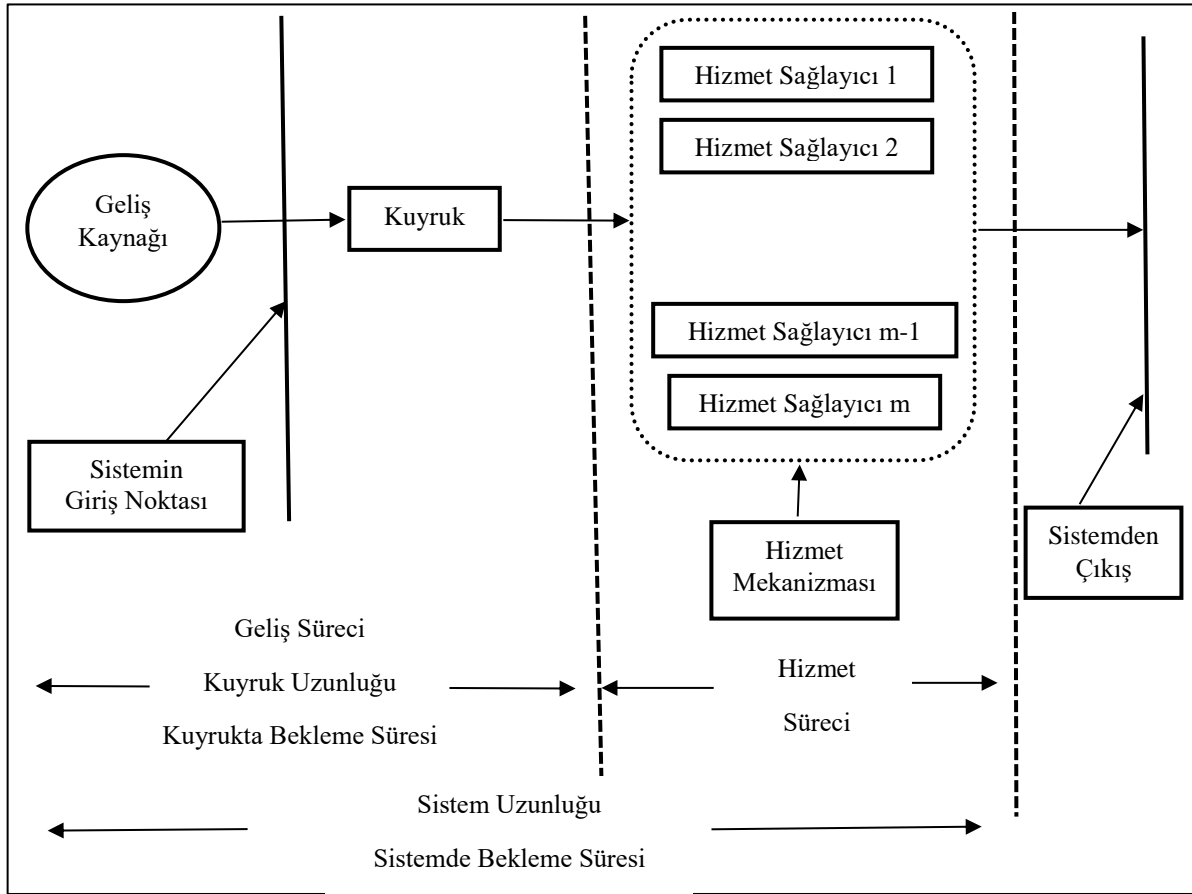 Hizmet Sağlayıcı 1
Hizmet Sağlayıcı 2
Geliş
Kaynağı
Kuyruk
Hizmet Sağlayıcı m-1
Hizmet Sağlayıcı m
Sistemin
Giriş Noktası
Hizmet
Mekanizması
Sistemden
Çıkış
Geliş Süreci
Kuyruk Uzunluğu
Kuyrukta Bekleme Süresi
Hizmet
Süreci
Sistem Uzunluğu
Sistemde Bekleme Süresi